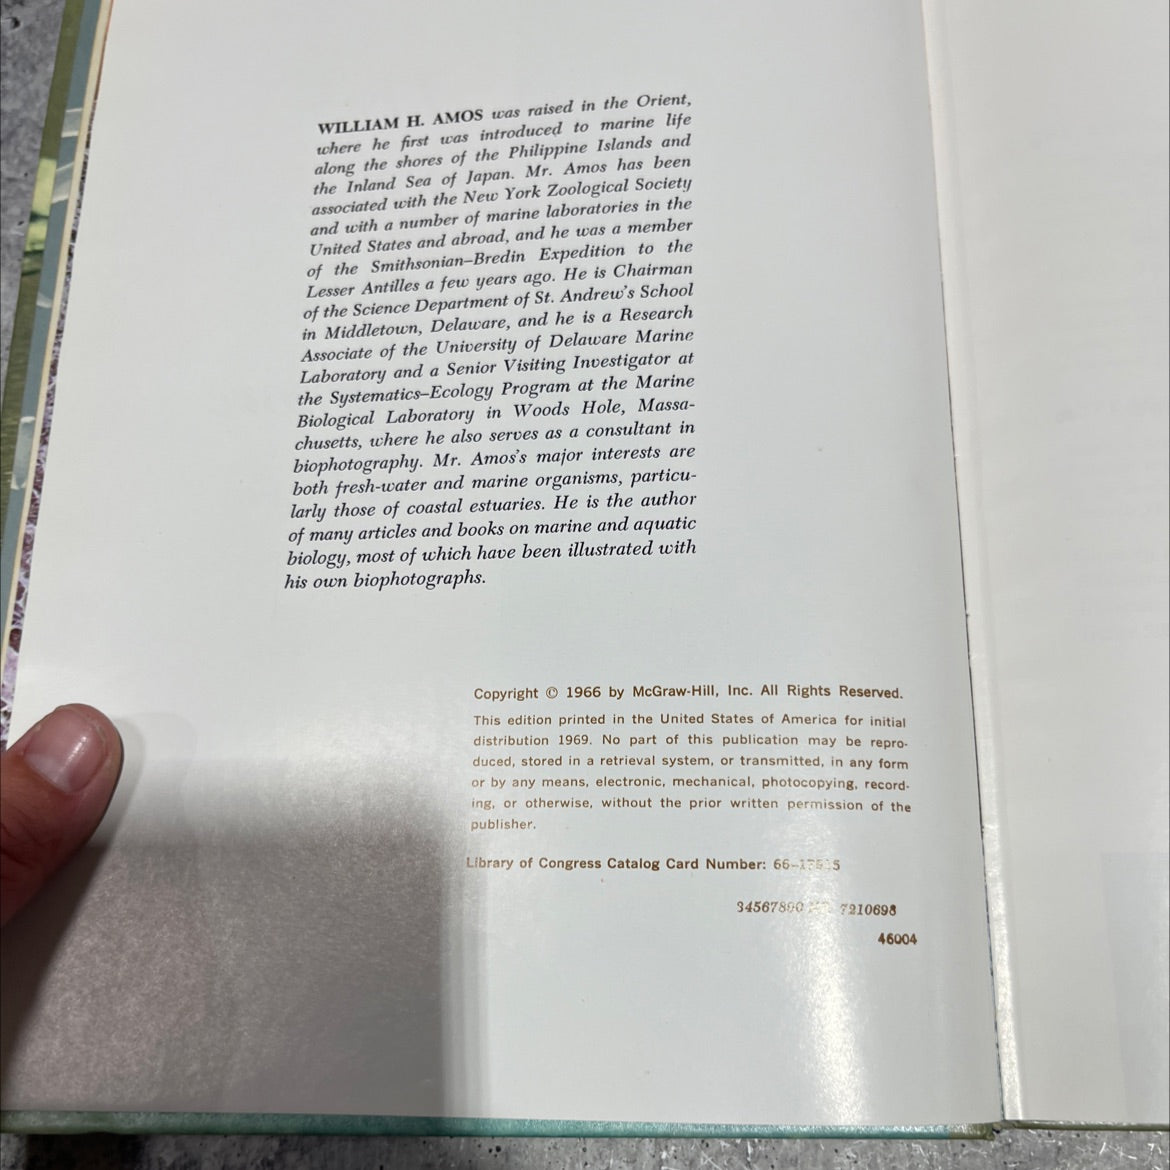 WILLIAM H. AMOS was raised in the Orient,
where he first was introduced to marine life
along the shores of the Philippine Islands and
the Inland Sea of Japan. Mr. Amos has been
associated with the New York Zoological Society
and with a number of marine laboratories in the
United States and abroad, and he was a member
of the Smithsonian–Bredin Expedition to the
Lesser Antilles a few years ago. He is Chairman
of the Science Department of St. Andrew's School
in Middletown, Delaware, and he is a Research
Associate of the University of Delaware Marine
Laboratory and a Senior Visiting Investigator at
the Systematics–Ecology Program at the Marine
Biological Laboratory in Woods Hole, Massa-
chusetts, where he also serves as a consultant in
biophotography. Mr. Amos's major interests are
both fresh-water and marine organisms, particu-
larly those of coastal estuaries. He is the author
of many articles and books on marine and aquatic
biology, most of which have been illustrated with
his own biophotographs.
Copyright © 1966 by McGraw-Hill, Inc. All Rights Reserved.
This edition printed in the United States of America for initial
distribution 1969. No part of this publication may be repro-
duced, stored in a retrieval system, or transmitted, in any form
or by any means, electronic, mechanical, photocopying, record-
ing, or otherwise, without the prior written permission of the
publisher.
Library of Congress Catalog Card Number:
34567890 7210698
46004